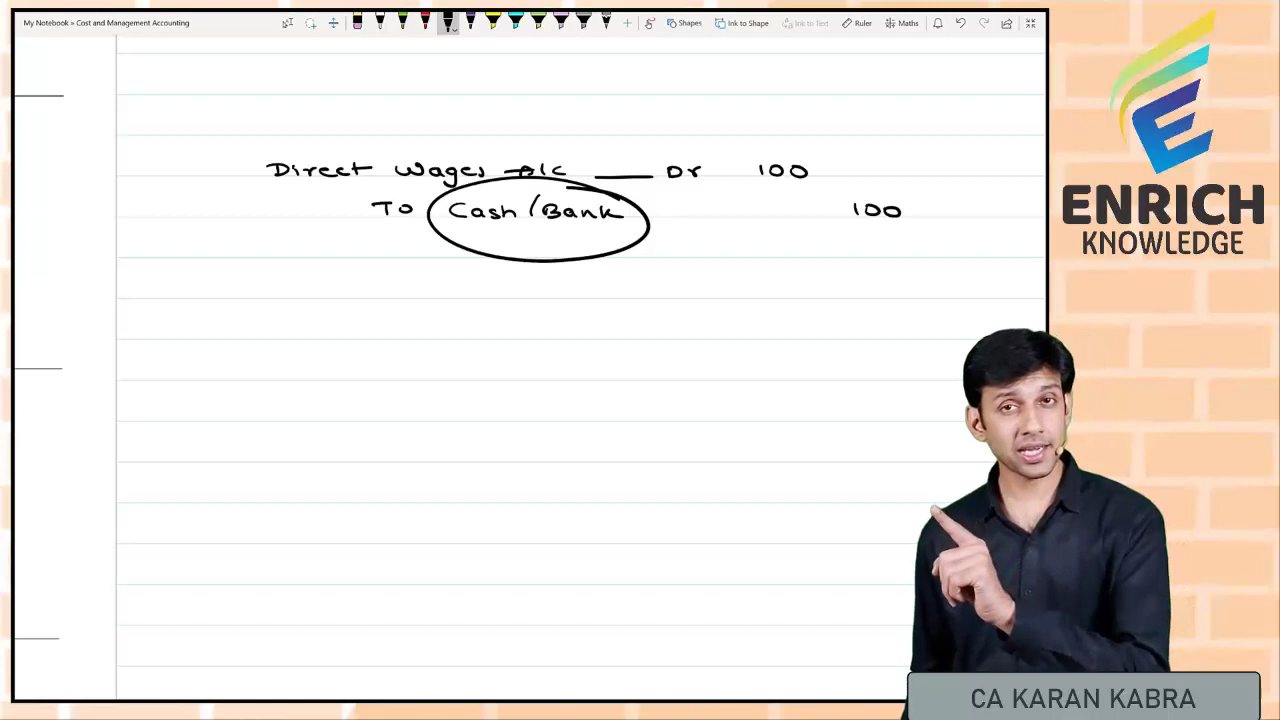 My Notebook » Cost and Management Accounting
Shapes
Ink to Shape
Ink to Text
Ruler
Maths
Direct Wages A/c ___ Dr 100
To Cash/Bank 100
ENRICH
KNOWLEDGE
CA KARAN KABRA